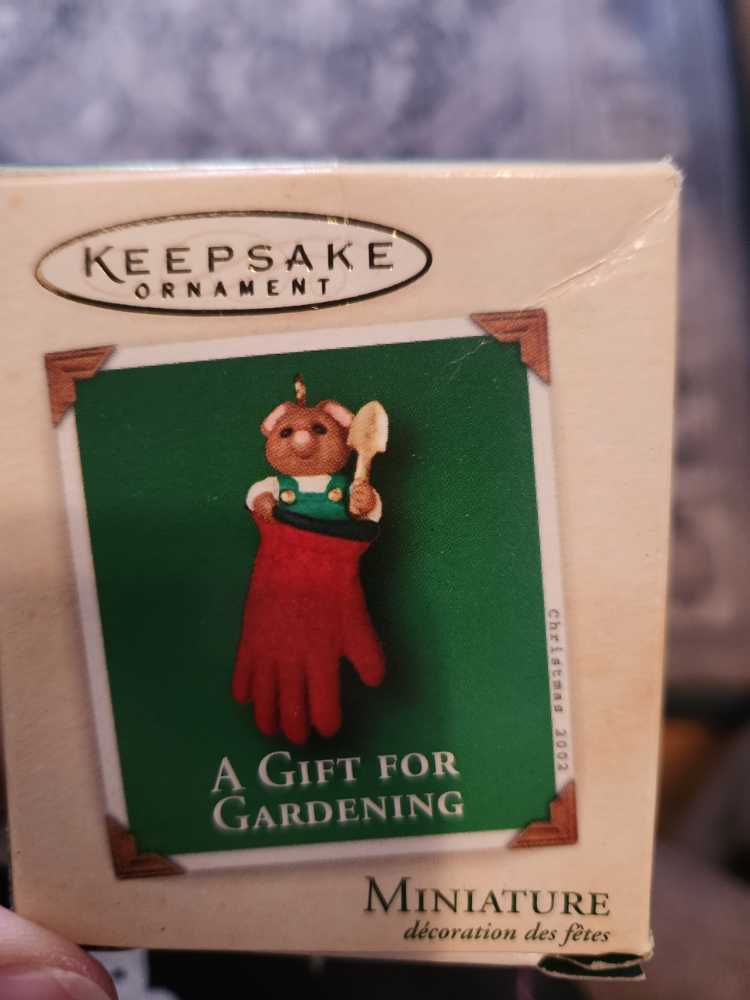 KEEPSAKE
ORNAMENT
Christmas 2002
A GIFT FOR
GARDENING
MINIATURE
décoration des fêtes